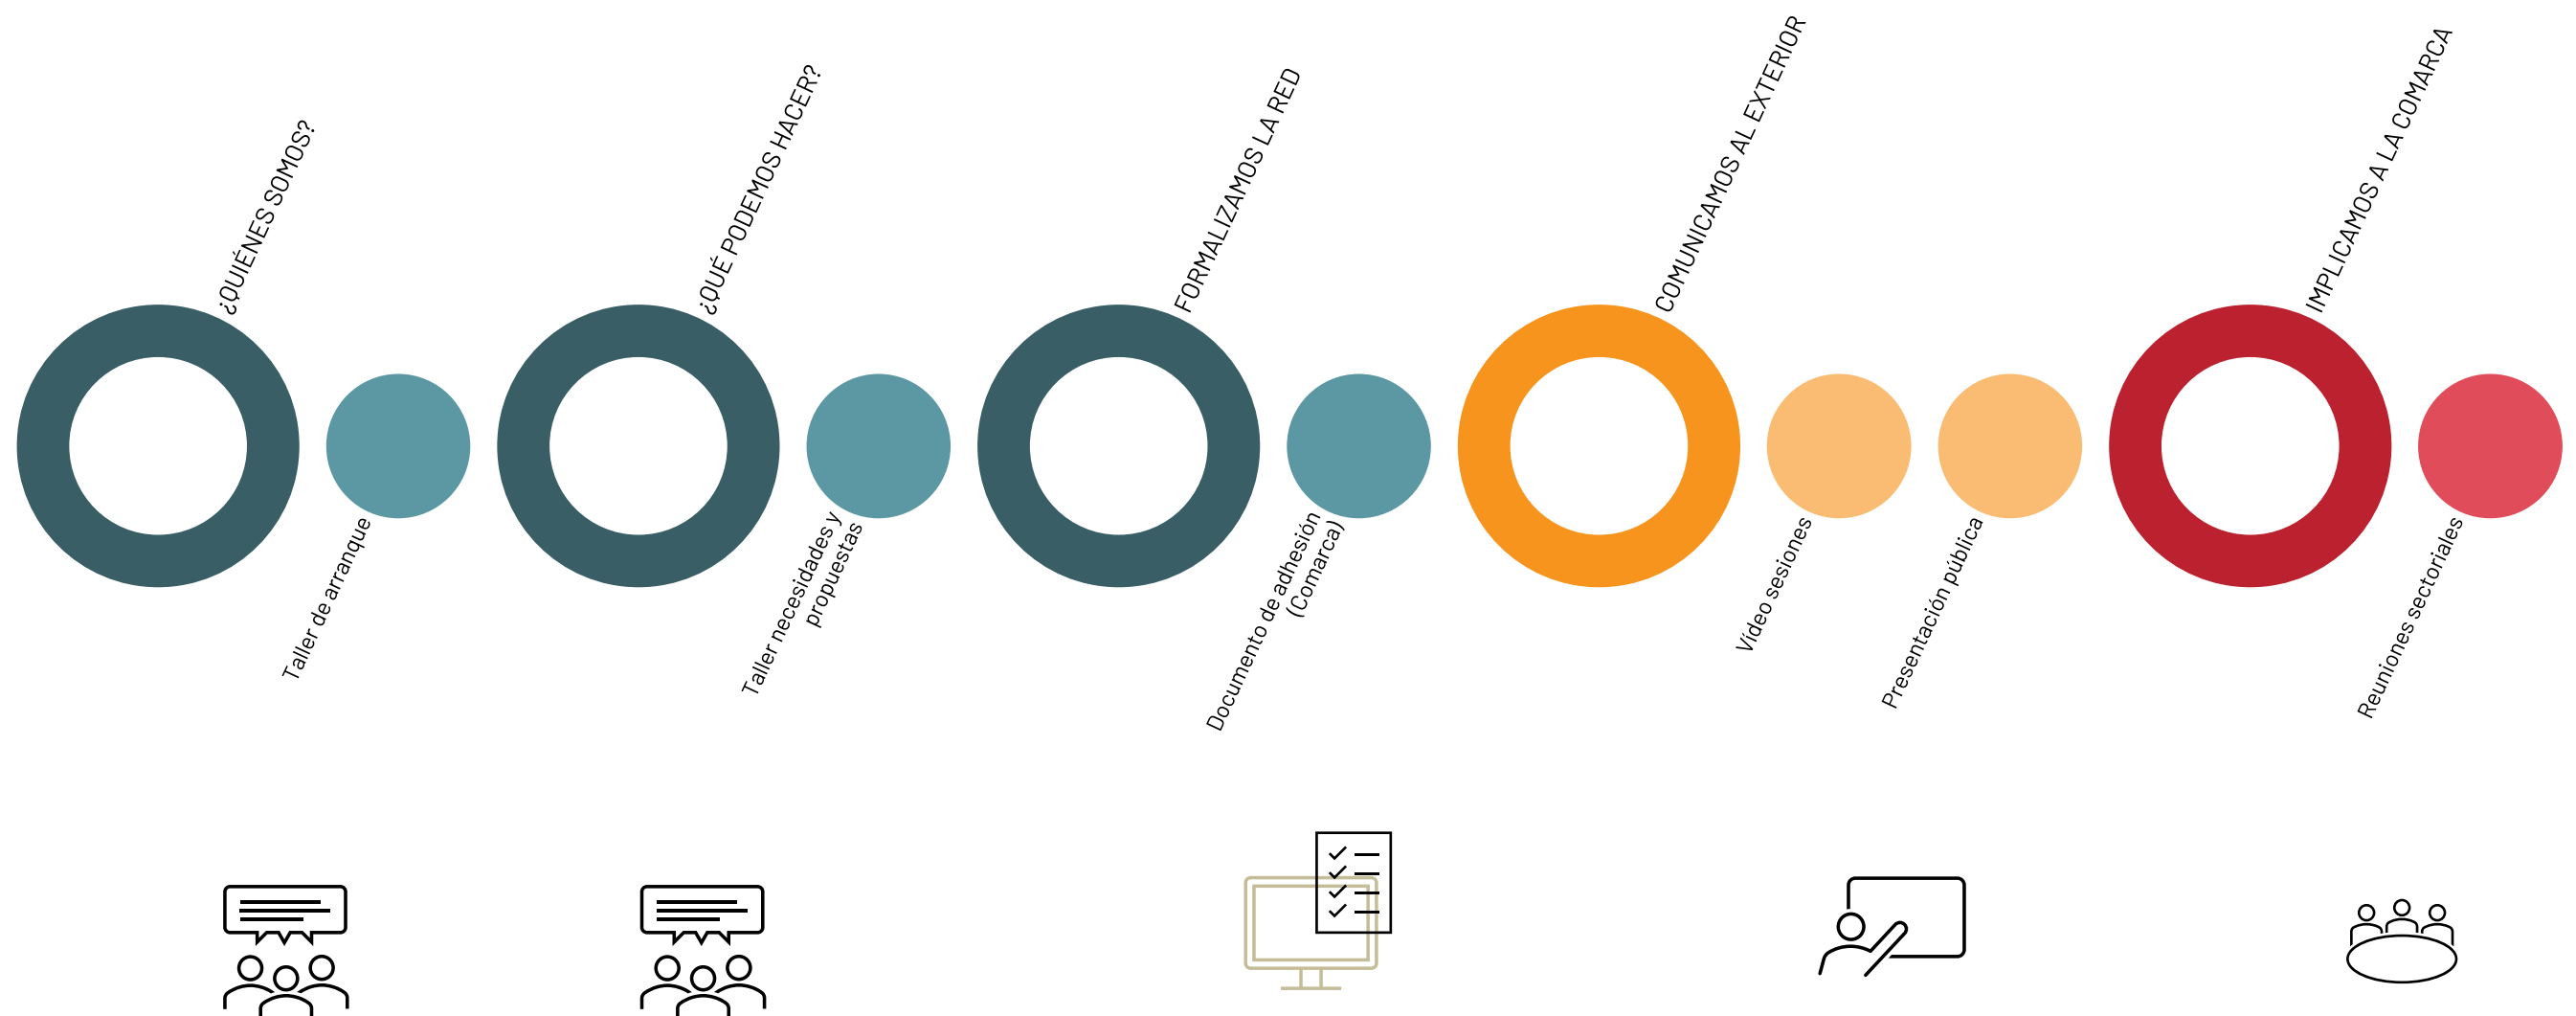 ¿QUIÉNES SOMOS?
Taller de arranque
¿QUÉ PODEMOS HACER?
Taller necesidades y
propuestas
FORMALIZAMOS LA RED
Documento de adhesión
(Comarca)
COMUNICAMOS AL EXTERIOR
Vídeo sesiones
Presentación pública
IMPLICAMOS A LA COMARCA
Reuniones sectoriales